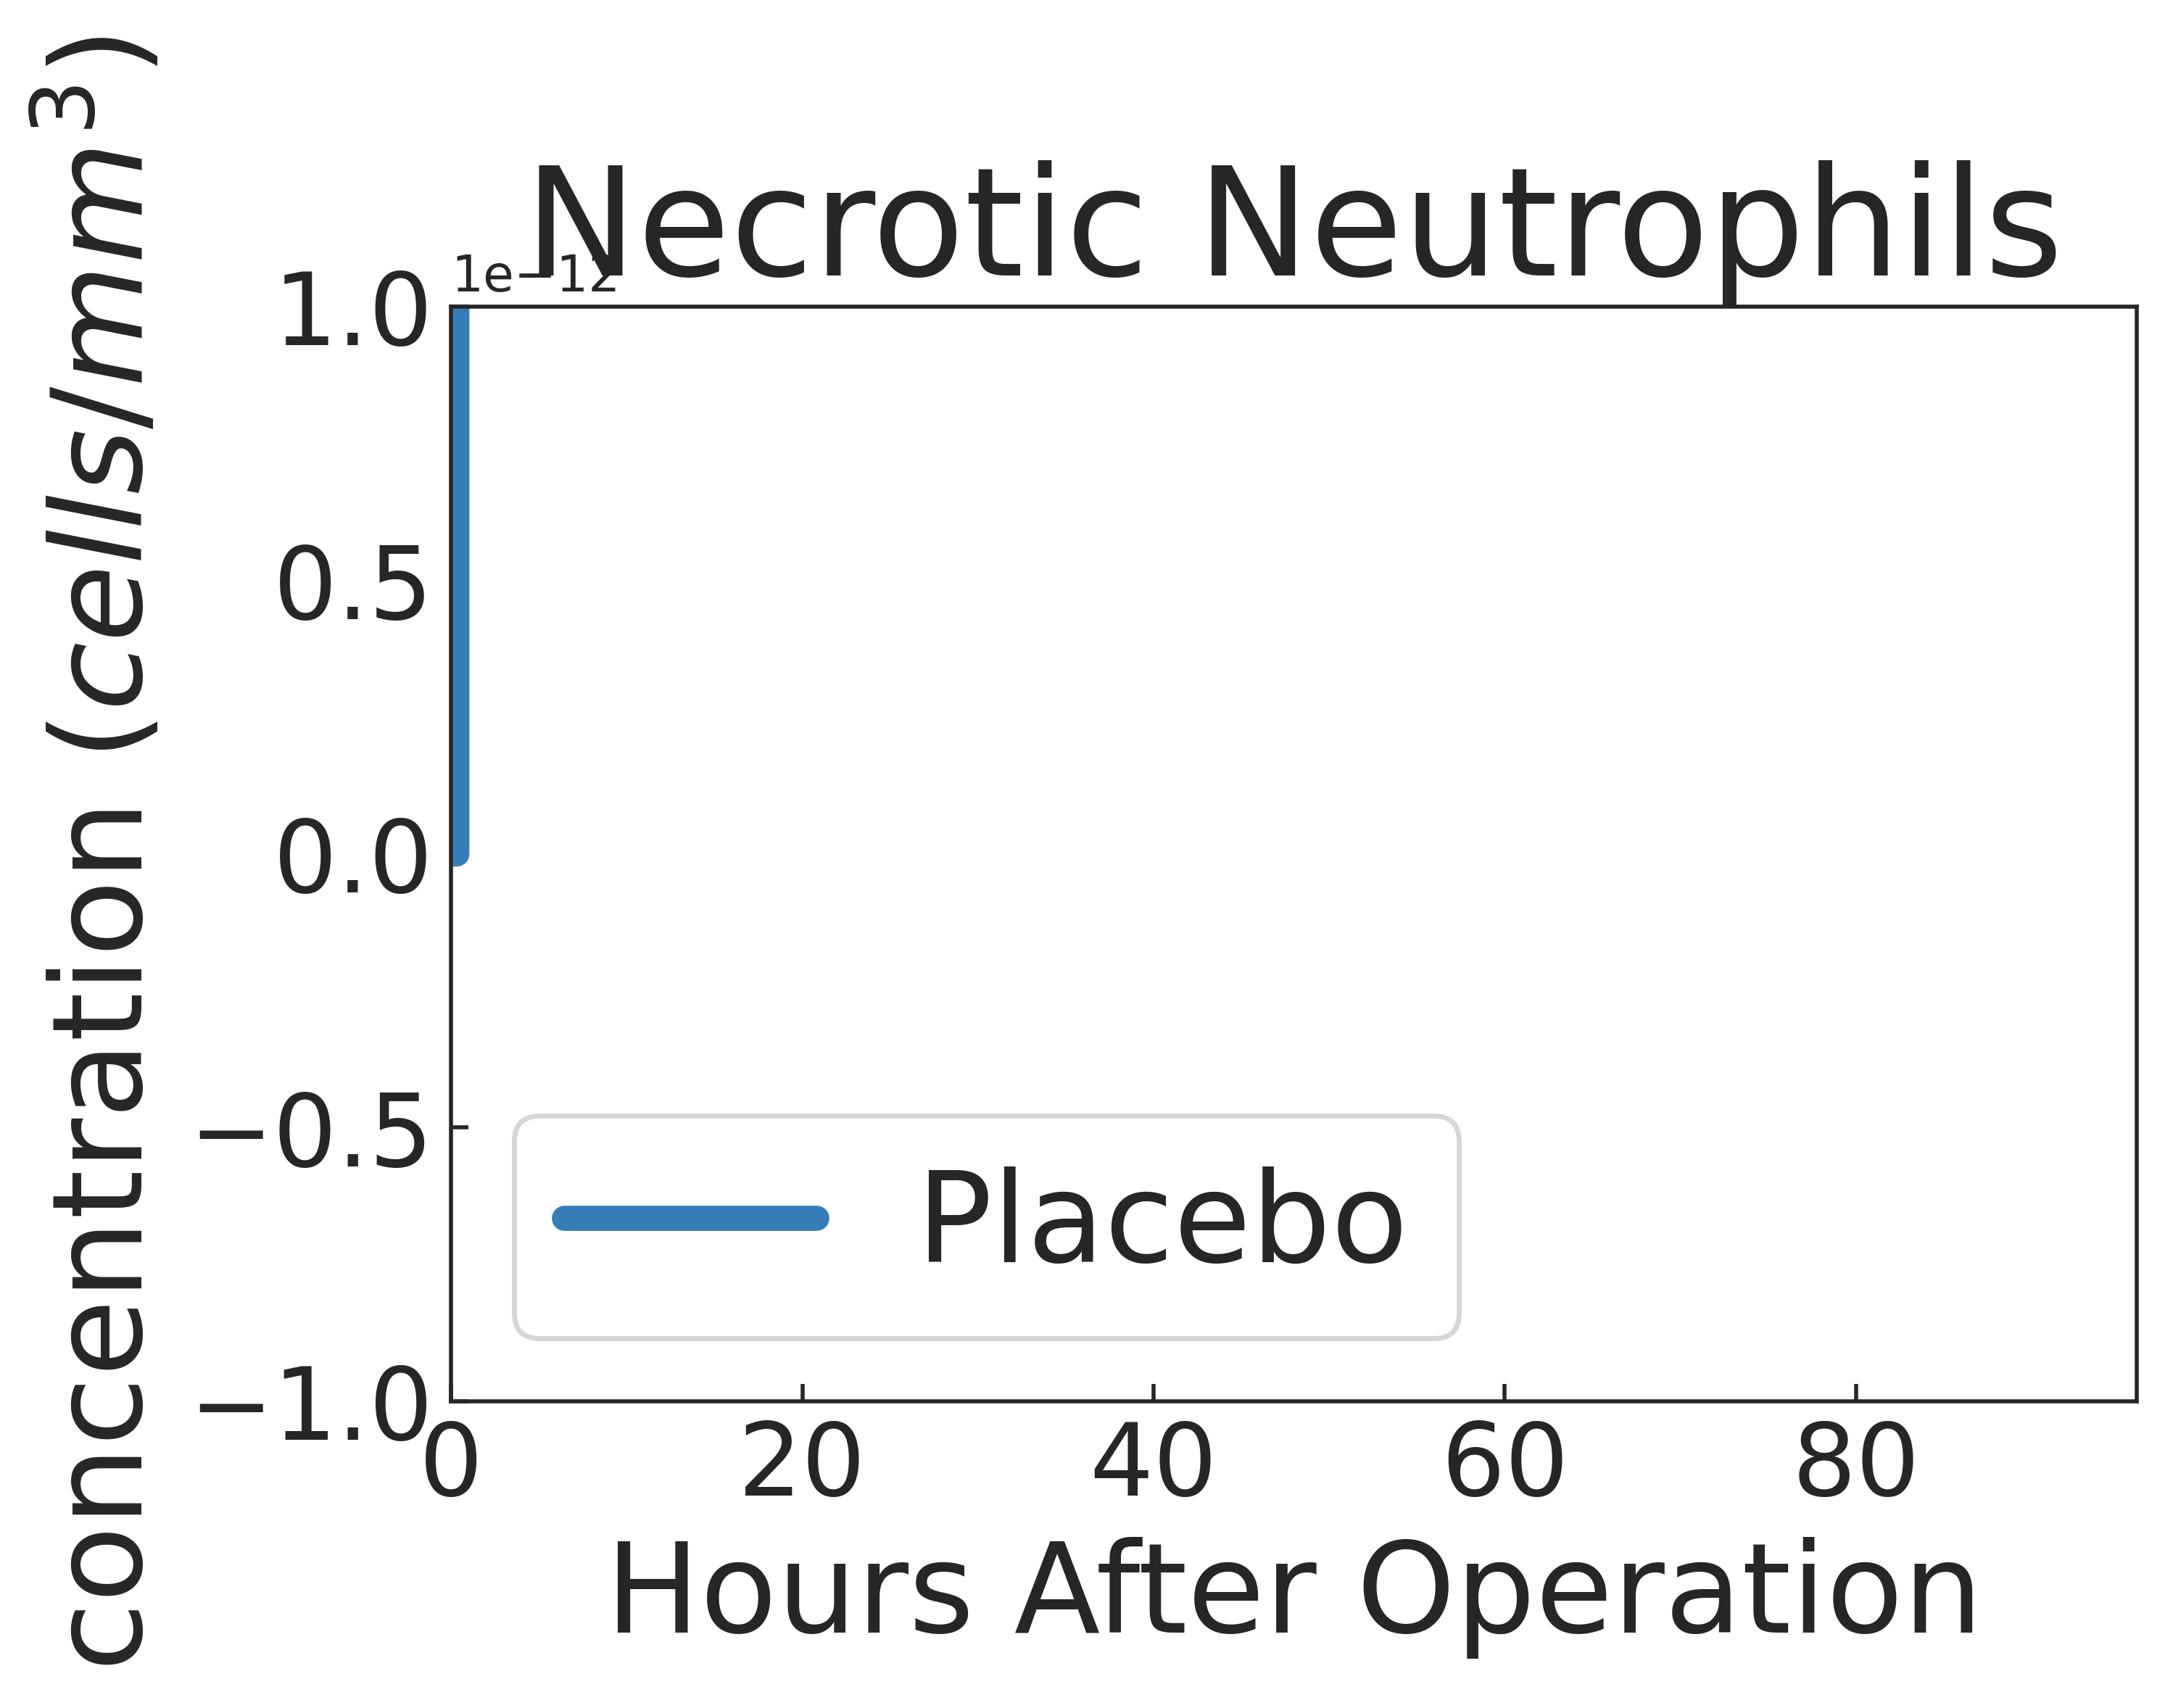 Necrotic Neutrophils
1e−12
concentration (cells/mm³)
1.0
0.5
0.0
−0.5
−1.0
Placebo
0 20 40 60 80
Hours After Operation